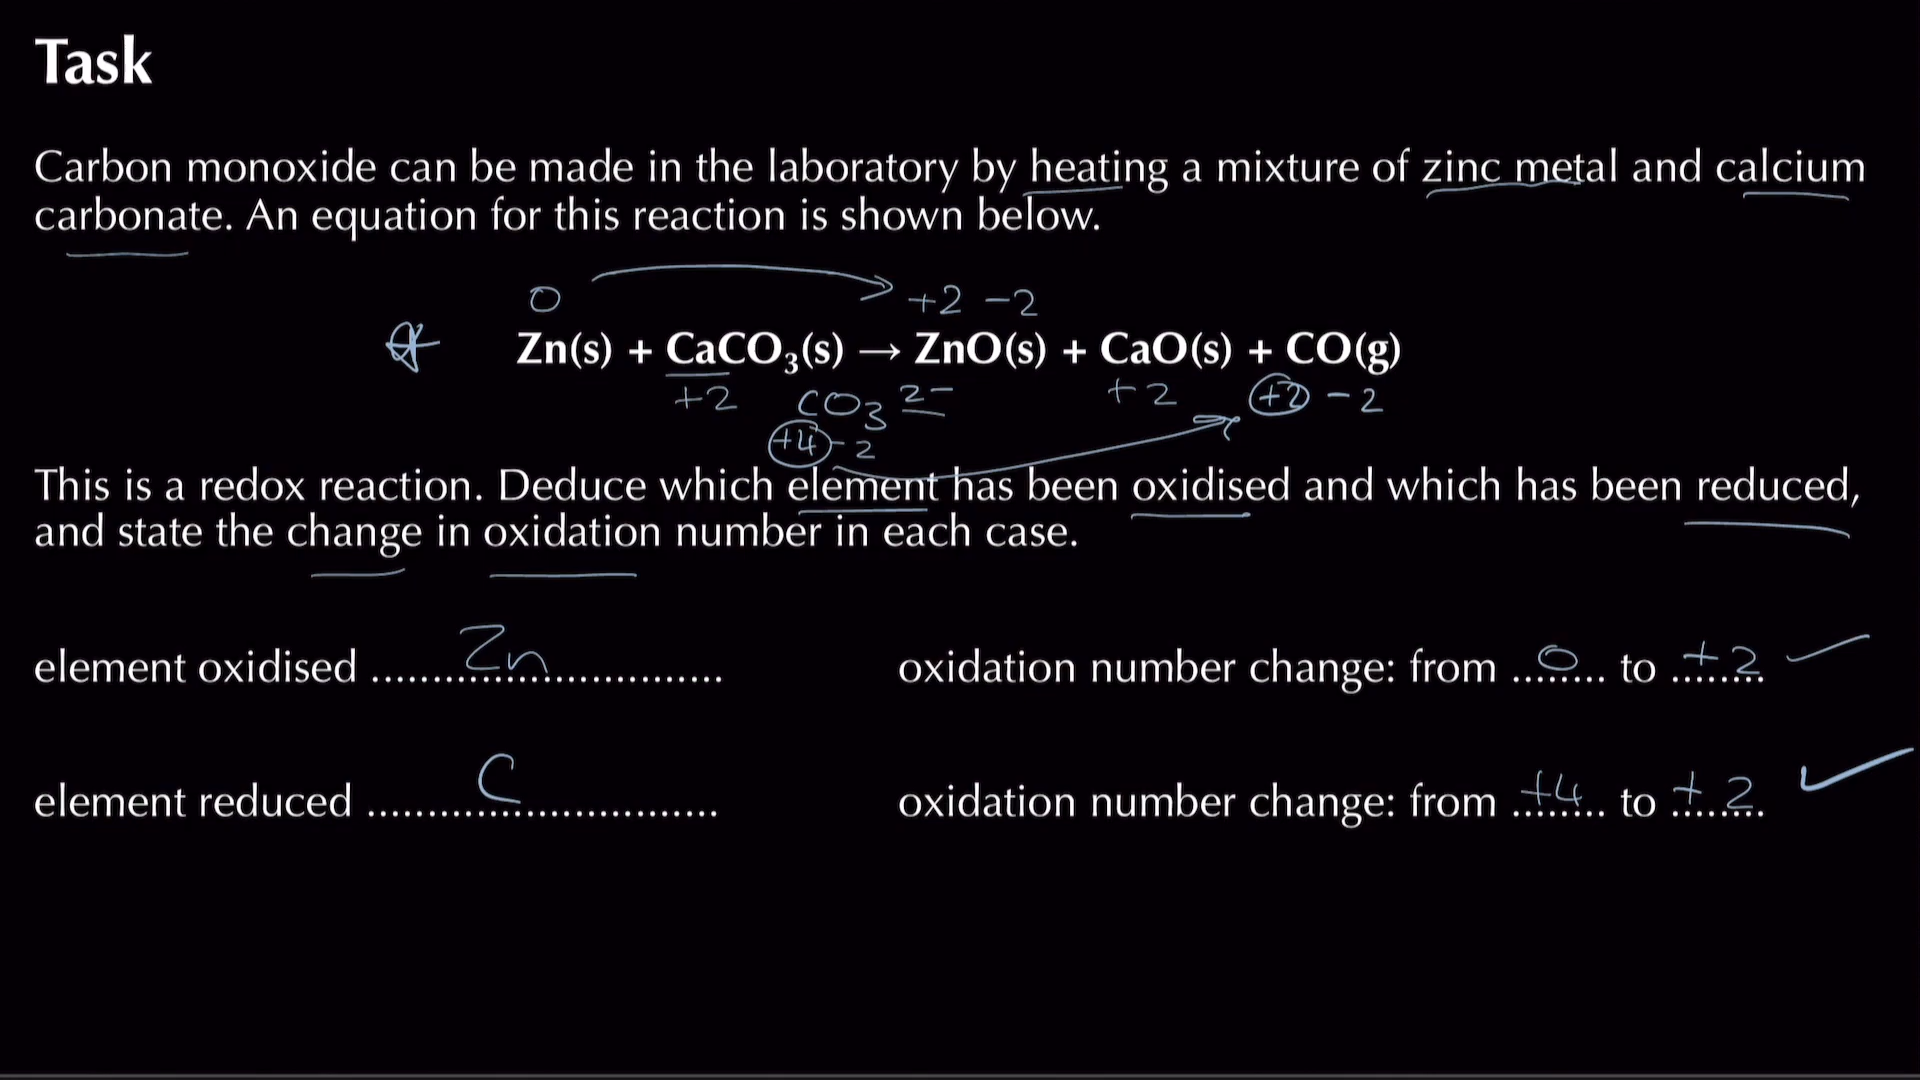 Task
Carbon monoxide can be made in the laboratory by heating a mixture of zinc metal and calcium
carbonate. An equation for this reaction is shown below.
0 +2 -2
Zn(s) + CaCO₃(s) → ZnO(s) + CaO(s) + CO(g)
+2 CO₃²⁻ +2 +2 -2
+4 -2
This is a redox reaction. Deduce which element has been oxidised and which has been reduced,
and state the change in oxidation number in each case.
element oxidised ..... Zn ..... oxidation number change: from ... 0 ... to ... +2 ...
element reduced ..... C ..... oxidation number change: from ... +4 ... to ... +2 ...